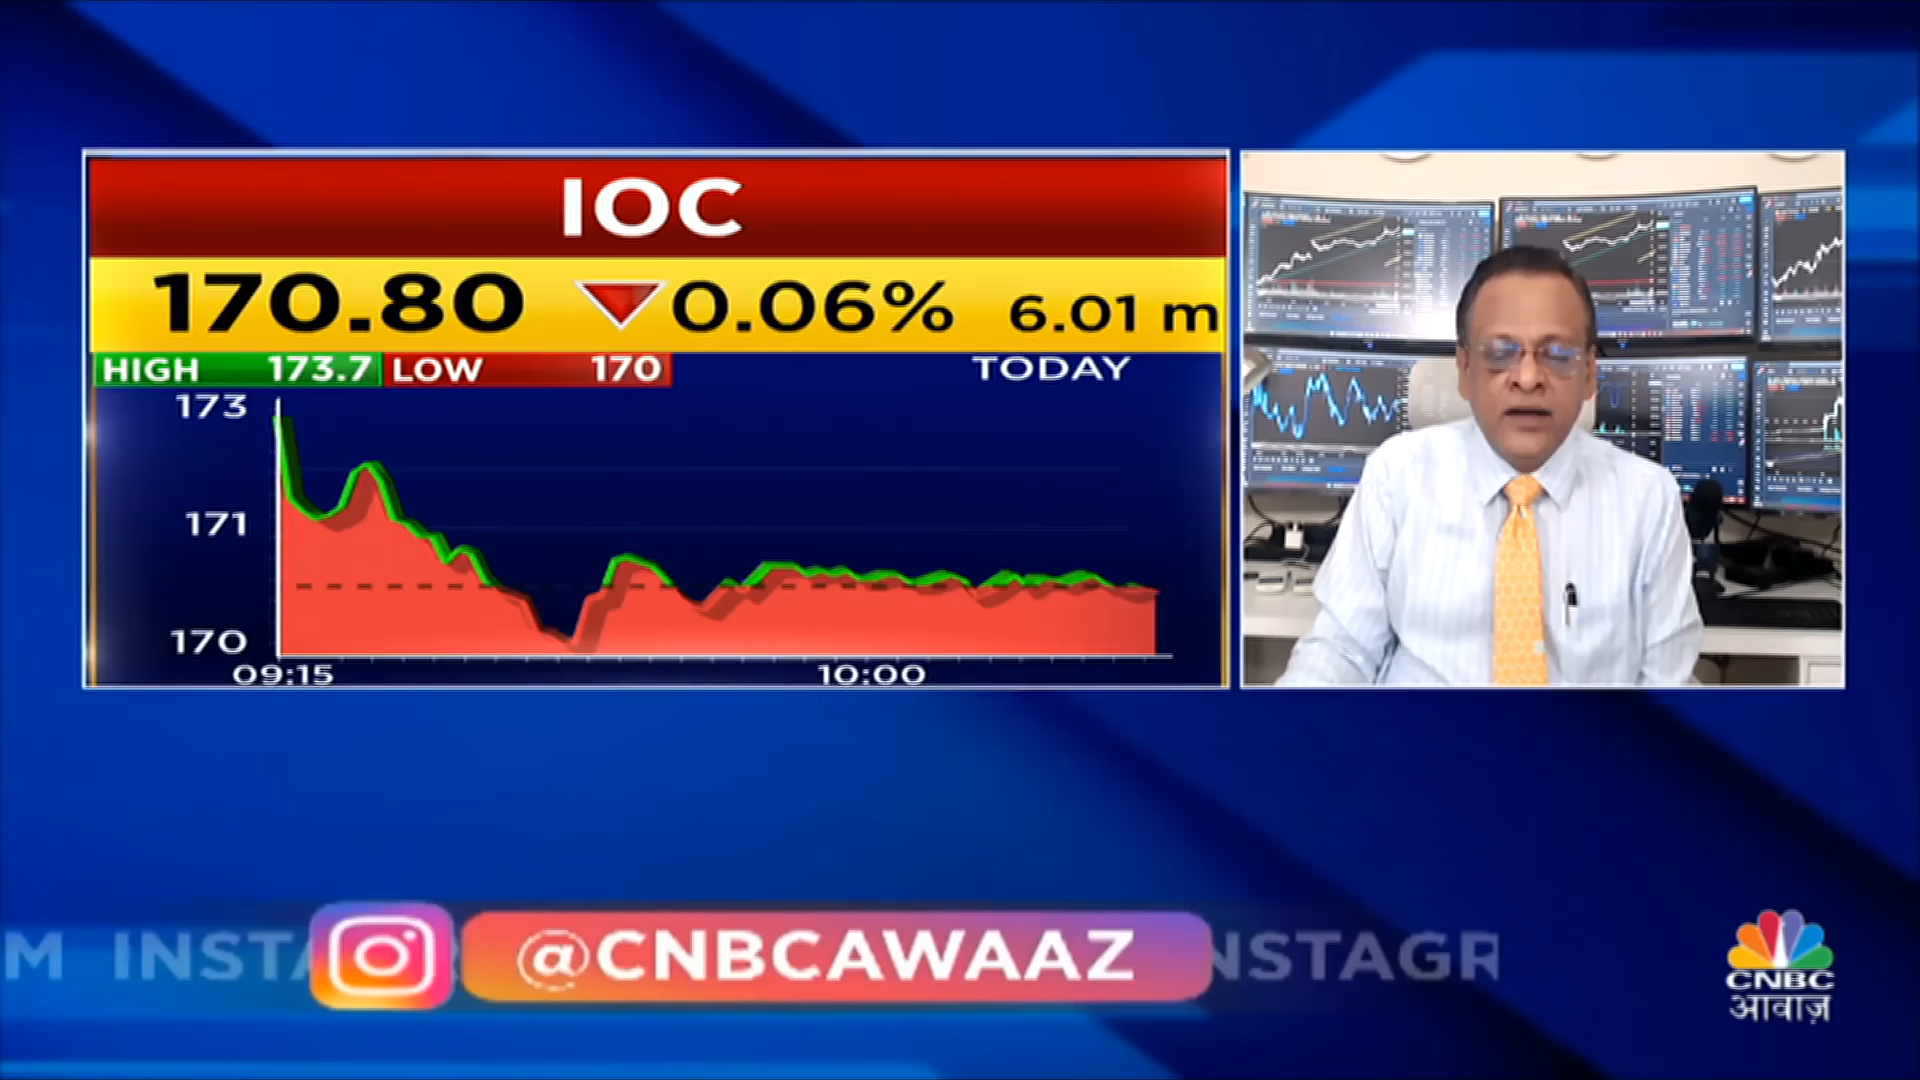 IOC
170.80 0.06% 6.01 m
HIGH 173.7 LOW 170 TODAY
173
171
170
09:15 10:00
M INSTA @CNBCAWAAZ NSTAGR
CNBC
आवाज़